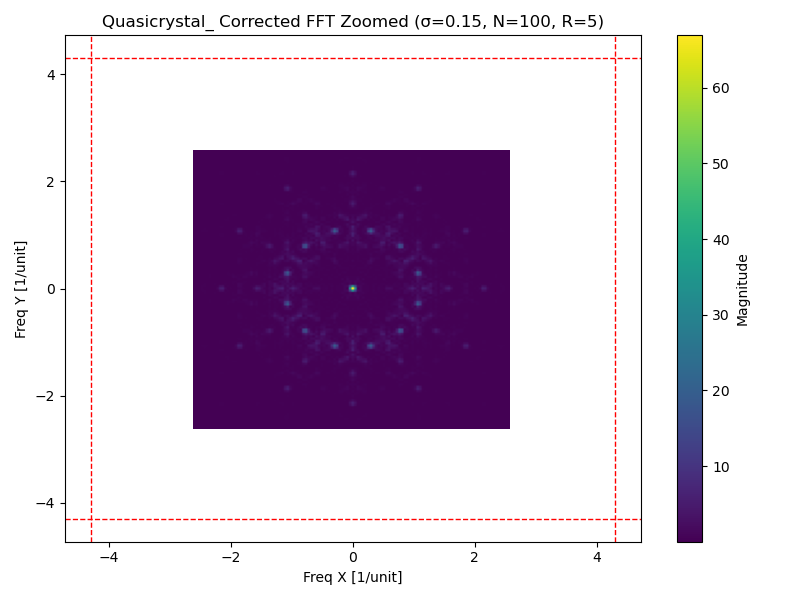 Quasicrystal_ Corrected FFT Zoomed (σ=0.15, N=100, R=5)
4
2
0
−2
−4
Freq Y [1/unit]
−4 −2 0 2 4
Freq X [1/unit]
60
50
40
30
20
10
Magnitude